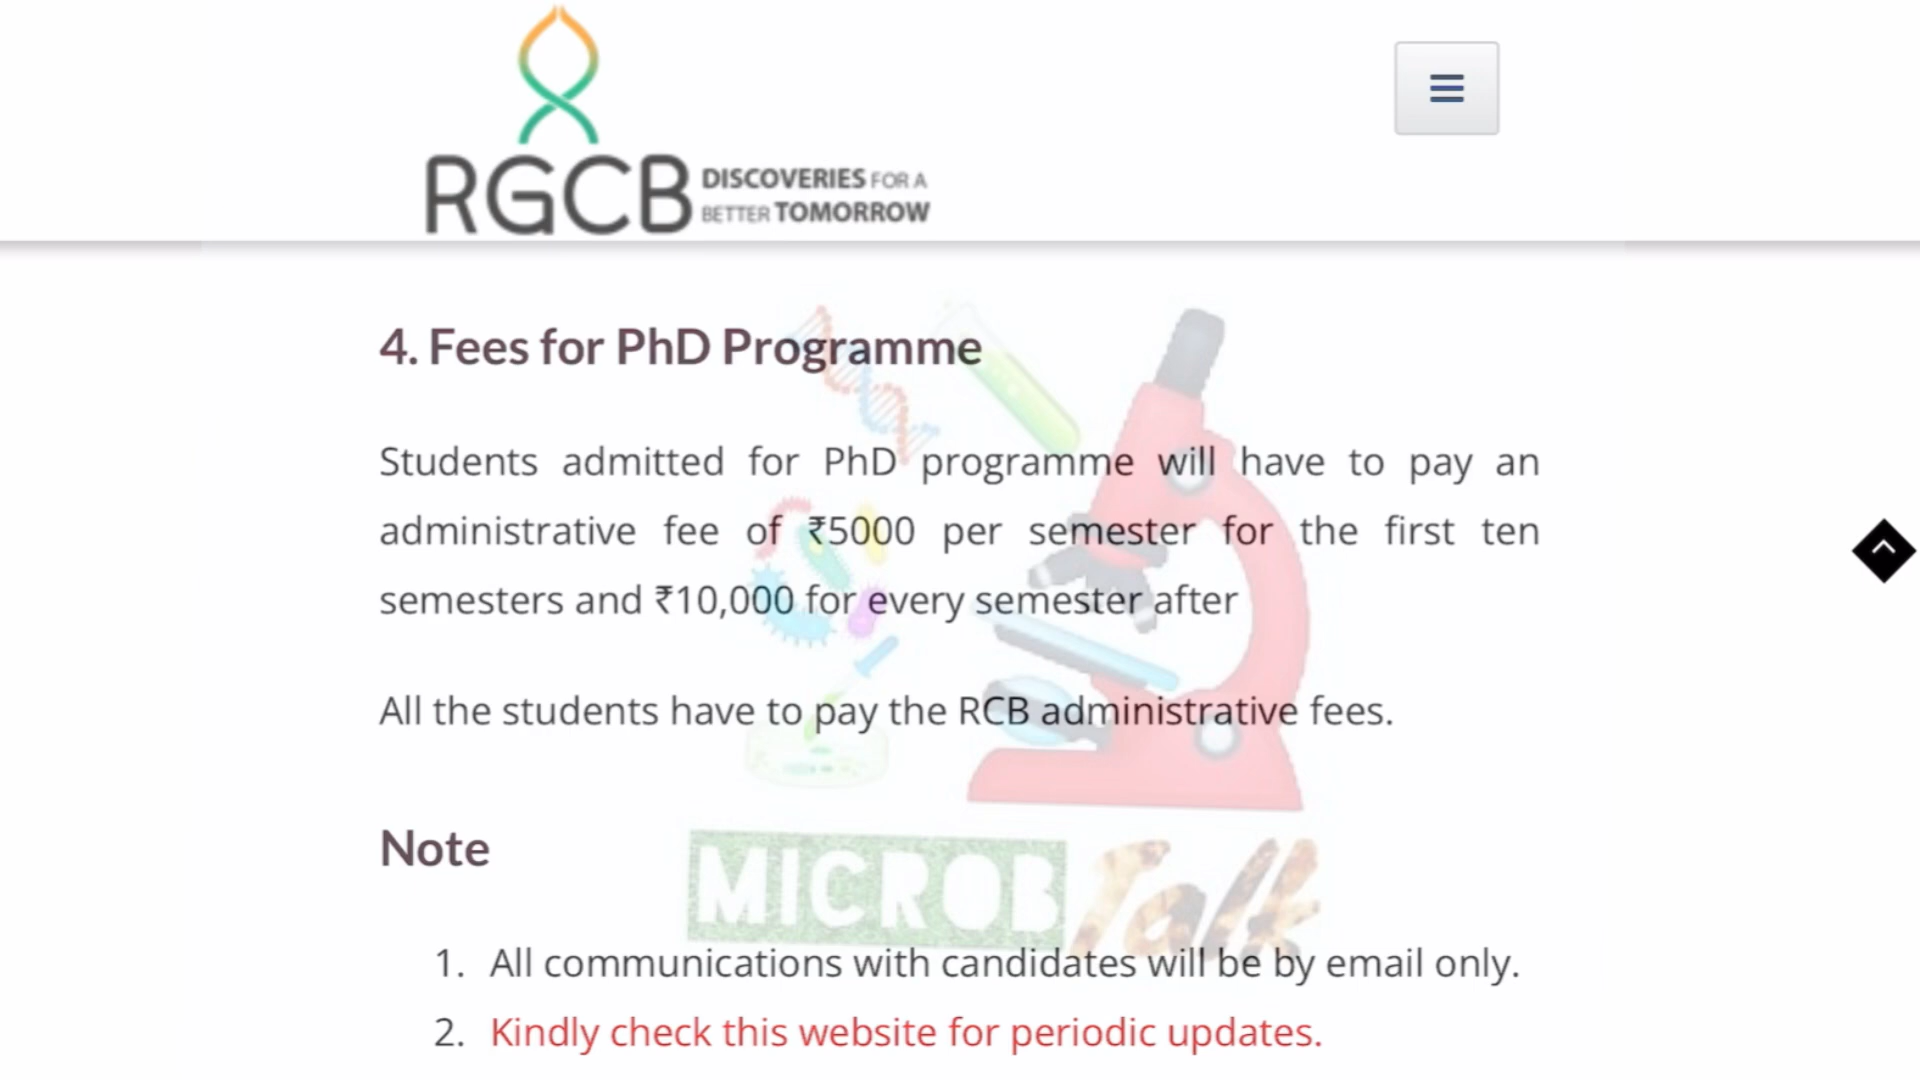 RGCB
DISCOVERIES FOR A
BETTER TOMORROW
4. Fees for PhD Programme
Students admitted for PhD programme will have to pay an
administrative fee of ₹5000 per semester for the first ten
semesters and ₹10,000 for every semester after
All the students have to pay the RCB administrative fees.
Note
MICROB Talk
1. All communications with candidates will be by email only.
2. Kindly check this website for periodic updates.